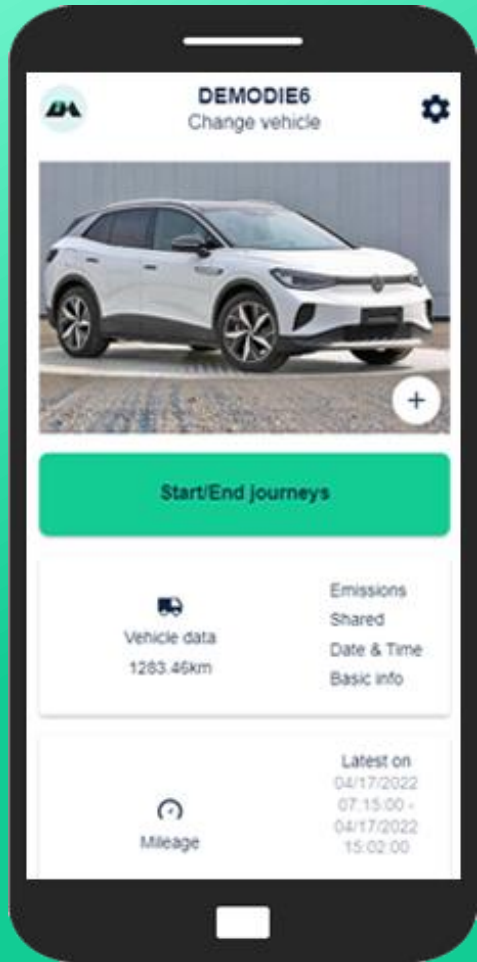 DEMODIE6
Change vehicle
Start/End journeys
Vehicle data
1283.46km
Emissions
Shared
Date & Time
Basic info
Mileage
Latest on
04/17/2022
07:15:00 -
04/17/2022
15:02:00